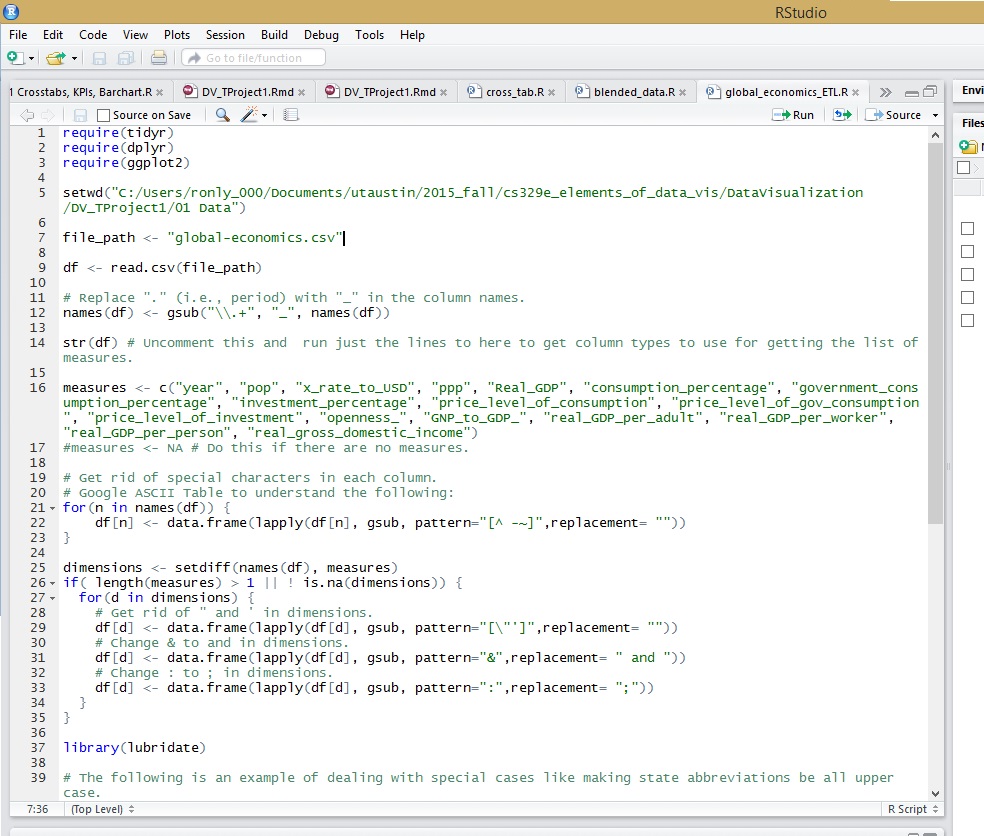 RStudio
File Edit Code View Plots Session Build Debug Tools Help
Go to file/function
1 Crosstabs, KPIs, Barchart.R DV_TProject1.Rmd DV_TProject1.Rmd cross_tab.R blended_data.R global_economics_ETL.R
Envi
Source on Save Run Source
Files
1 require(tidyr)
2 require(dplyr)
3 require(ggplot2)
4
5 setwd("C:/Users/ronly_000/Documents/utaustin/2015_fall/cs329e_elements_of_data_vis/DataVisualization
/DV_TProject1/01 Data")
6
7 file_path <- "global-economics.csv"
8
9 df <- read.csv(file_path)
10
11 # Replace "." (i.e., period) with "_" in the column names.
12 names(df) <- gsub("\\.+", "_", names(df))
13
14 str(df) # Uncomment this and  run just the lines to here to get column types to use for getting the list of
measures.
15
16 measures <- c("year", "pop", "x_rate_to_USD", "ppp", "Real_GDP", "consumption_percentage", "government_cons
umption_percentage", "investment_percentage", "price_level_of_consumption", "price_level_of_gov_consumption
", "price_level_of_investment", "openness_", "GNP_to_GDP_", "real_GDP_per_adult", "real_GDP_per_worker",
"real_GDP_per_person", "real_gross_domestic_income")
17 #measures <- NA # Do this if there are no measures.
18
19 # Get rid of special characters in each column.
20 # Google ASCII Table to understand the following:
21 for(n in names(df)) {
22     df[n] <- data.frame(lapply(df[n], gsub, pattern="[^ -~]",replacement= ""))
23 }
24
25 dimensions <- setdiff(names(df), measures)
26 if( length(measures) > 1 || ! is.na(dimensions)) {
27   for(d in dimensions) {
28     # Get rid of " and ' in dimensions.
29     df[d] <- data.frame(lapply(df[d], gsub, pattern="[\"']",replacement= ""))
30     # Change & to and in dimensions.
31     df[d] <- data.frame(lapply(df[d], gsub, pattern="&",replacement= " and "))
32     # Change : to ; in dimensions.
33     df[d] <- data.frame(lapply(df[d], gsub, pattern=":",replacement= ";"))
34   }
35 }
36
37 library(lubridate)
38
39 # The following is an example of dealing with special cases like making state abbreviations be all upper
case.
7:36 (Top Level) R Script